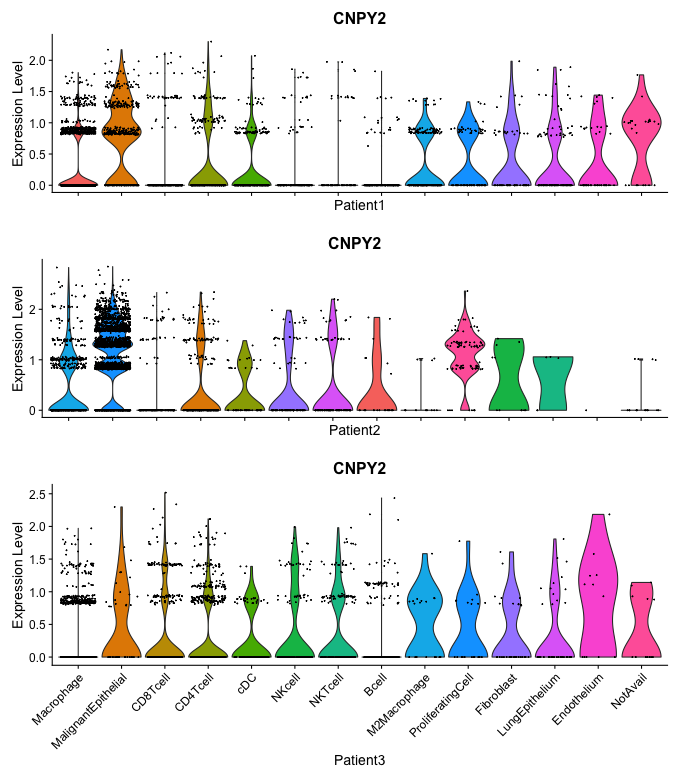 CNPY2
Expression Level
2.0
1.5
1.0
0.5
0.0
Patient1
CNPY2
Expression Level
2
1
0
Patient2
CNPY2
Expression Level
2.5
2.0
1.5
1.0
0.5
0.0
Macrophage
MalignantEpithelial
CD8Tcell
CD4Tcell
cDC
NKcell
NKTcell
Bcell
M2Macrophage
ProliferatingCell
Fibroblast
LungEpithelium
Endothelium
NotAvail
Patient3